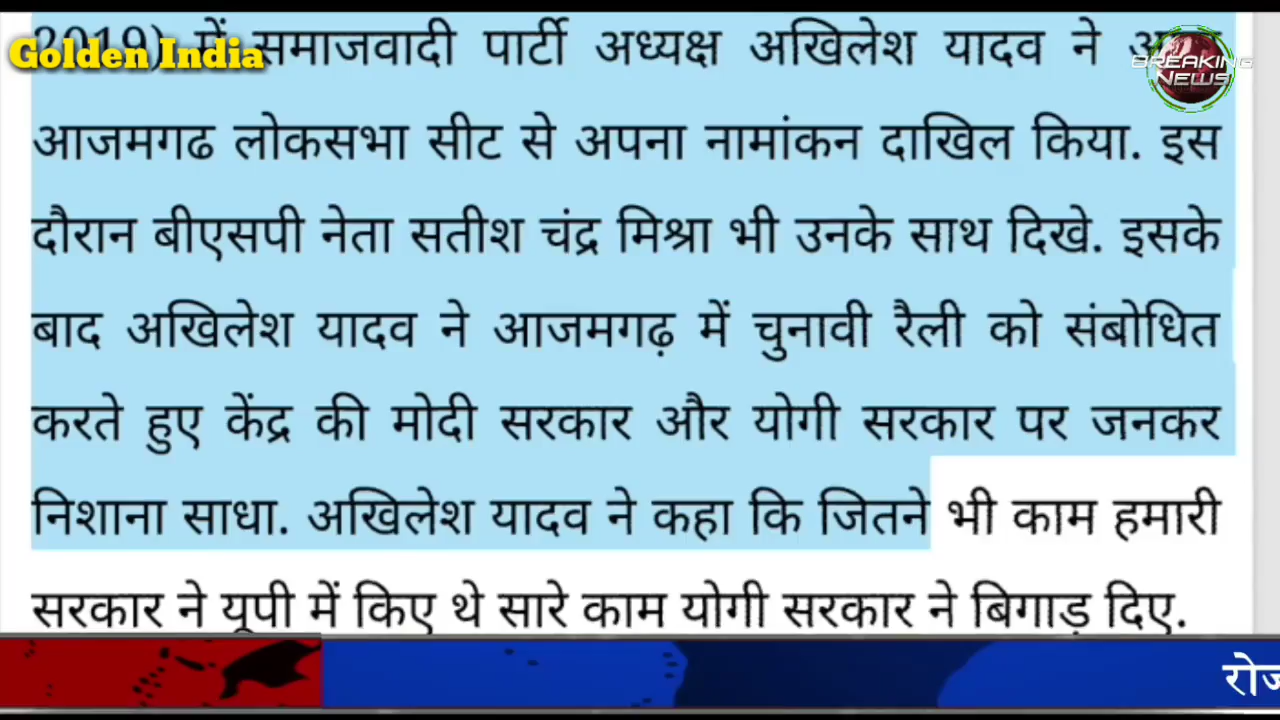 Golden India
2019) में समाजवादी पार्टी अध्यक्ष अखिलेश यादव ने
BREAKING
NEWS
आजमगढ लोकसभा सीट से अपना नामांकन दाखिल किया. इस
दौरान बीएसपी नेता सतीश चंद्र मिश्रा भी उनके साथ दिखे. इसके
बाद अखिलेश यादव ने आजमगढ़ में चुनावी रैली को संबोधित
करते हुए केंद्र की मोदी सरकार और योगी सरकार पर जनकर
निशाना साधा. अखिलेश यादव ने कहा कि जितने भी काम हमारी
सरकार ने यूपी में किए थे सारे काम योगी सरकार ने बिगाड़ दिए.